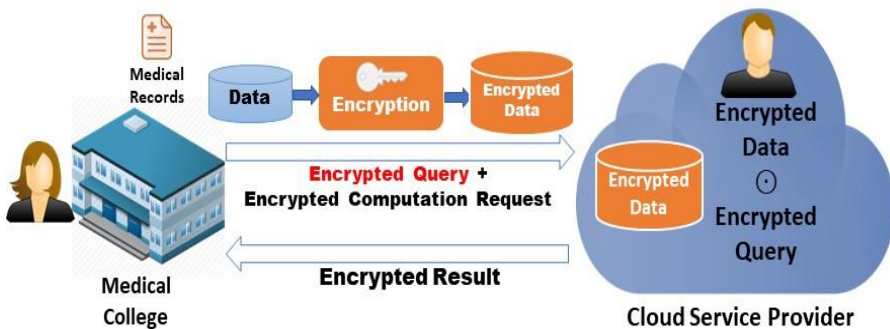 Medical
Records
Data
Encryption
Encrypted
Data
Encrypted Query +
Encrypted Computation Request
Encrypted Result
Medical
College
Encrypted
Data
Encrypted
Data
⊙
Encrypted
Query
Cloud Service Provider